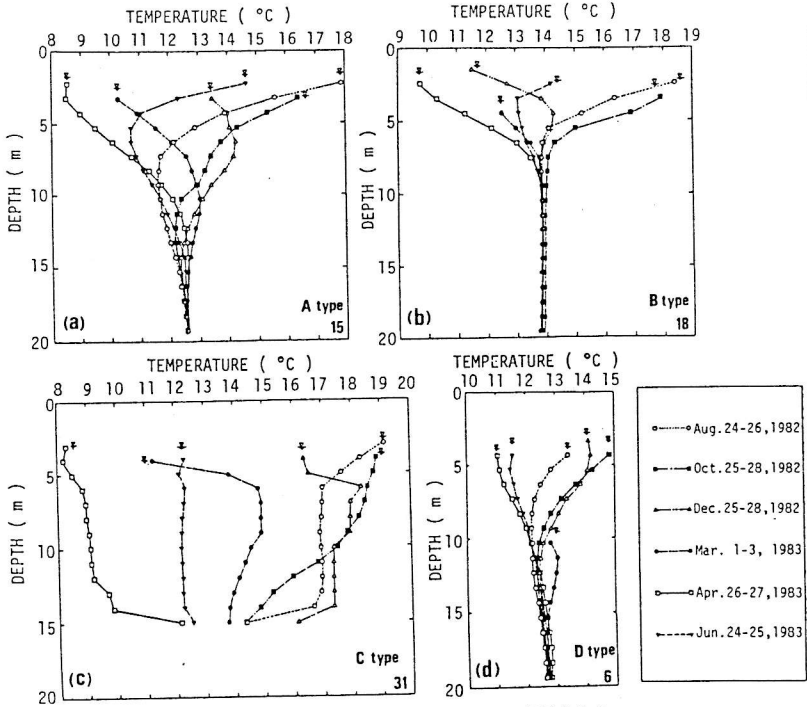 TEMPERATURE ( °C)
8 9 10 11 12 13 14 15 16 17 18
0
5
10
15
20
DEPTH ( m )
(a)
A type
15
TEMPERATURE ( °C)
9 10 11 12 13 14 15 16 17 18 19
0
5
10
15
20
DEPTH ( m )
(b)
B type
18
TEMPERATURE ( °C)
8 9 10 11 12 13 14 15 16 17 18 19 20
0
5
10
15
20
DEPTH ( m )
(c)
C type
31
TEMPERATURE ( °C)
10 11 12 13 14 15
0
5
10
15
20
DEPTH ( m )
(d)
D type
6
Aug.24-26,1982
Oct.25-28,1982
Dec.25-28,1982
Mar. 1-3, 1983
Apr.26-27,1983
Jun.24-25,1983